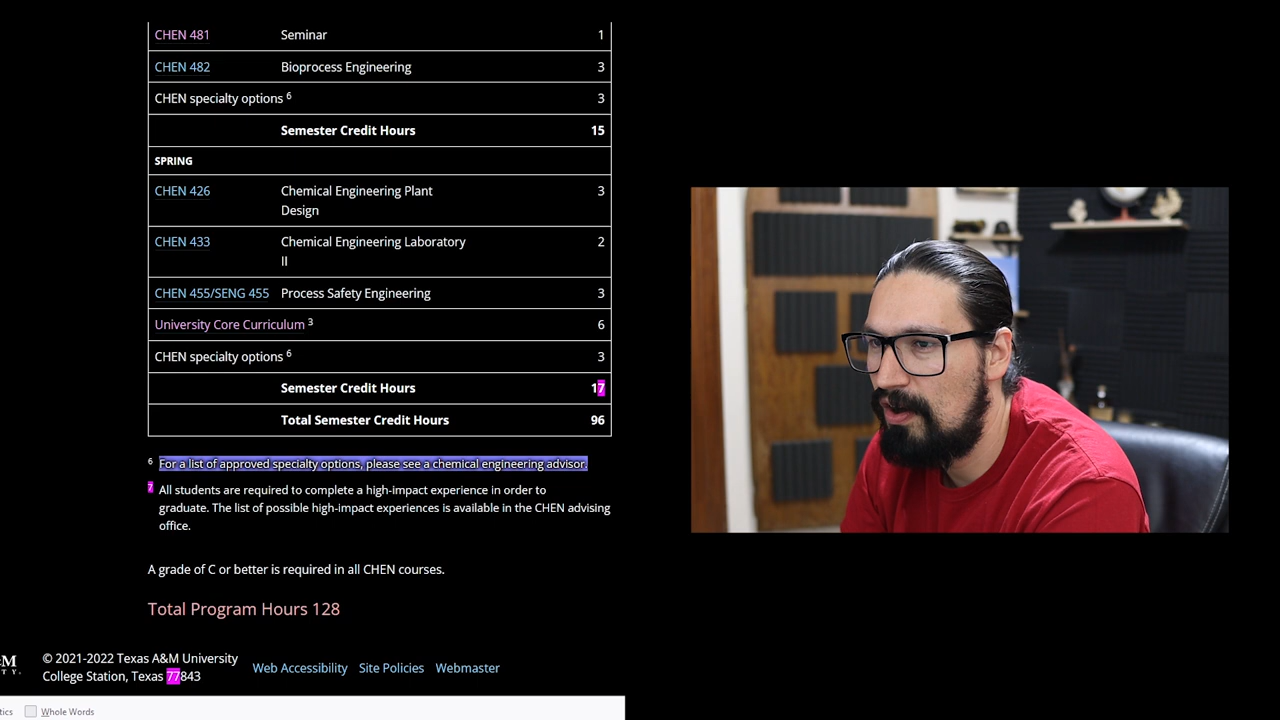 CHEN 481 Seminar 1
CHEN 482 Bioprocess Engineering 3
CHEN specialty options 6 3
Semester Credit Hours 15
SPRING
CHEN 426 Chemical Engineering Plant 3
Design
CHEN 433 Chemical Engineering Laboratory 2
II
CHEN 455/SENG 455 Process Safety Engineering 3
University Core Curriculum 3 6
CHEN specialty options 6 3
Semester Credit Hours 17
Total Semester Credit Hours 96
6 For a list of approved specialty options, please see a chemical engineering advisor.
7 All students are required to complete a high-impact experience in order to
graduate. The list of possible high-impact experiences is available in the CHEN advising
office.
A grade of C or better is required in all CHEN courses.
Total Program Hours 128
© 2021-2022 Texas A&M University
College Station, Texas 77843
Web Accessibility Site Policies Webmaster
Whole Words